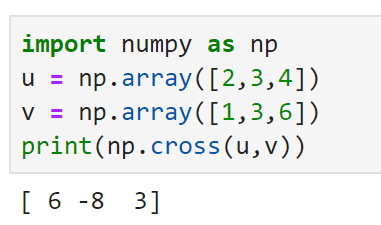 import numpy as np
u = np.array([2,3,4])
v = np.array([1,3,6])
print(np.cross(u,v))
[ 6 -8  3]